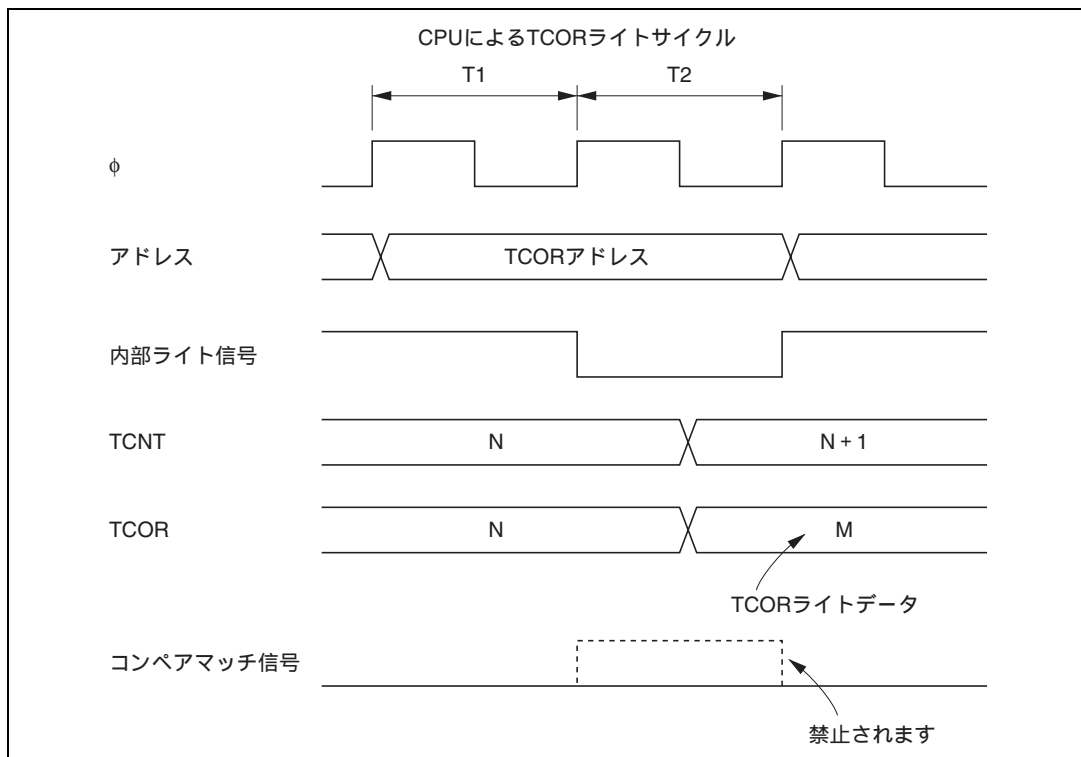 CPUによるTCORライトサイクル
T1 T2
φ
アドレス TCORアドレス
内部ライト信号
TCNT N N + 1
TCOR N M
TCORライトデータ
コンペアマッチ信号
禁止されます